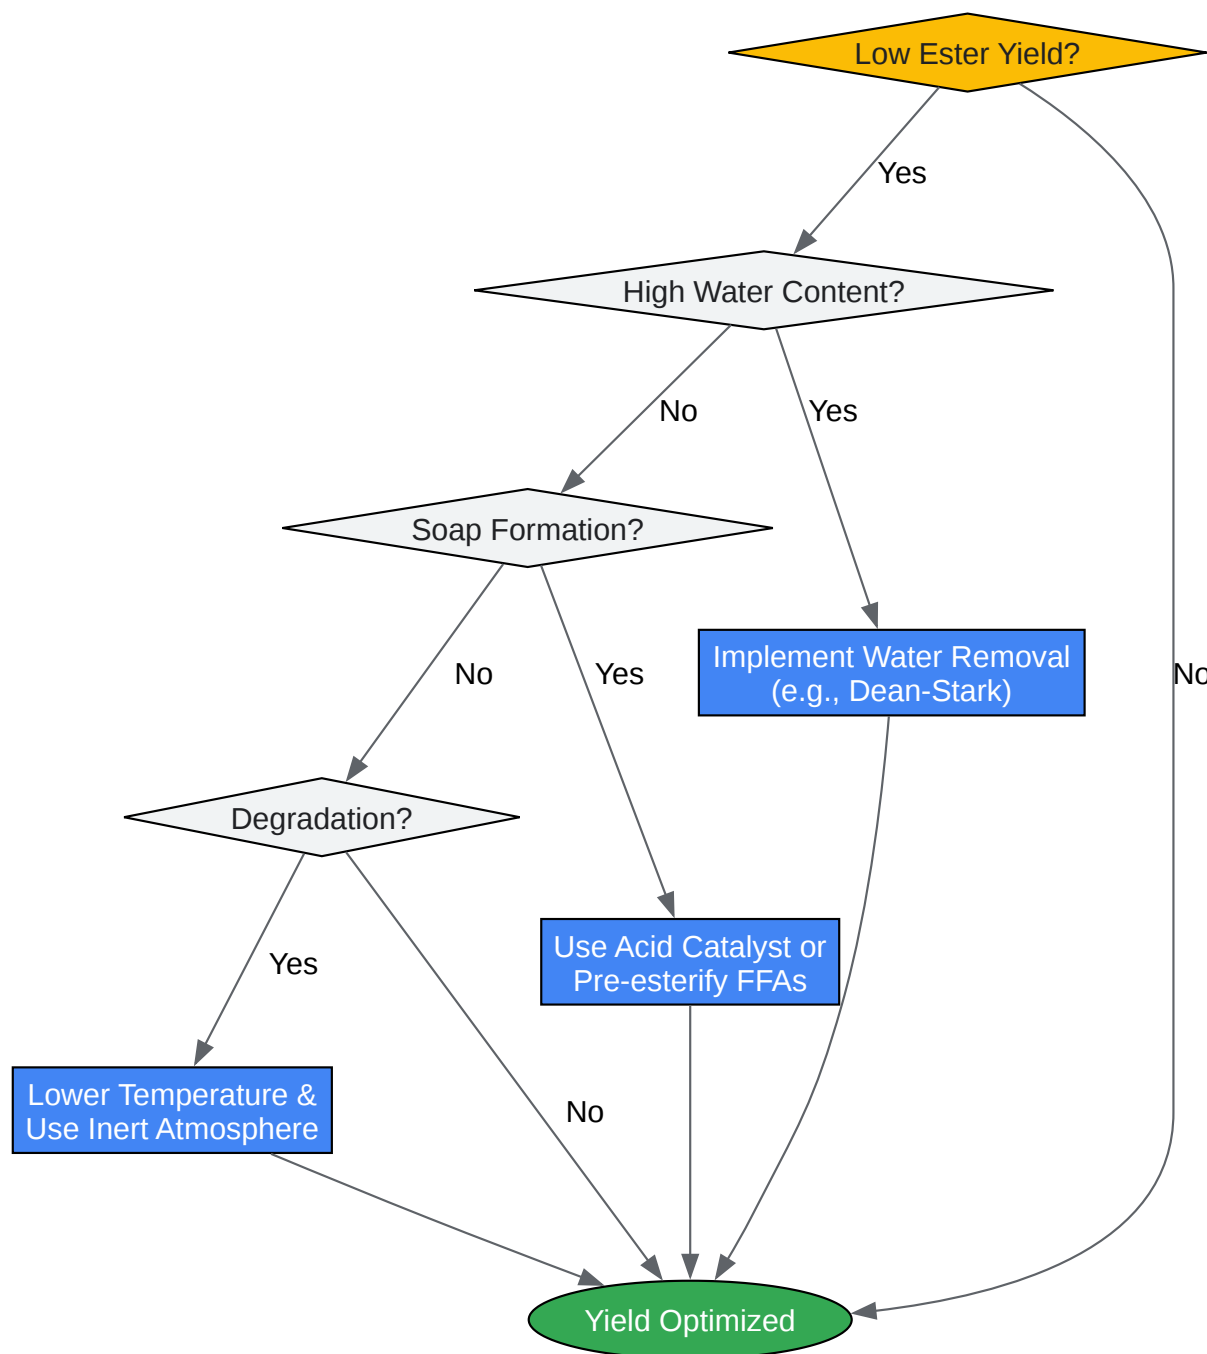 Low Ester Yield?
Yes
High Water Content?
No
Yes
Soap Formation?
Implement Water Removal
(e.g., Dean-Stark)
No
Yes
No
Degradation?
Use Acid Catalyst or
Pre-esterify FFAs
Yes
Lower Temperature &
Use Inert Atmosphere
No
Yield Optimized